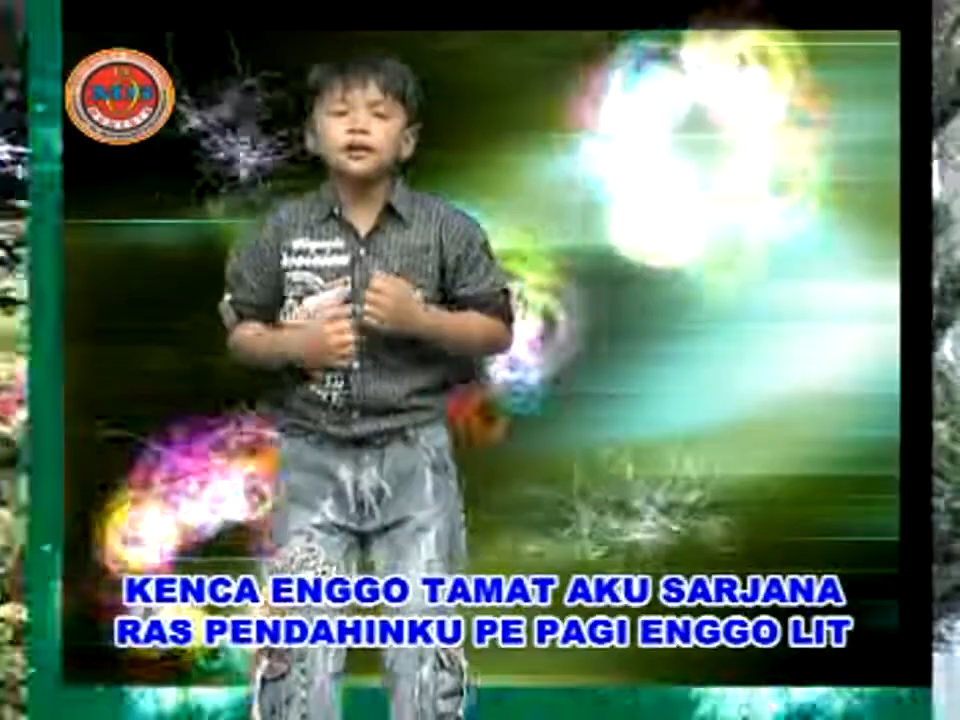 KENCA ENGGO TAMAT AKU SARJANA
RAS PENDAHINKU PE PAGI ENGGO LIT